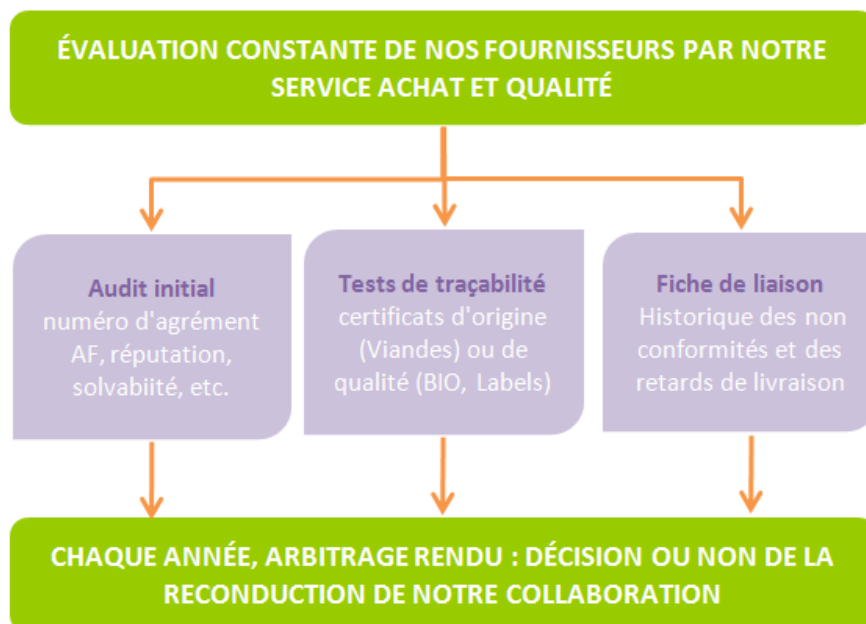 ÉVALUATION CONSTANTE DE NOS FOURNISSEURS PAR NOTRE
SERVICE ACHAT ET QUALITÉ
Audit initial
numéro d'agrément
AF, réputation,
solvabiité, etc.
Tests de traçabilité
certificats d'origine
(Viandes) ou de
qualité (BIO, Labels)
Fiche de liaison
Historique des non
conformités et des
retards de livraison
CHAQUE ANNÉE, ARBITRAGE RENDU : DÉCISION OU NON DE LA
RECONDUCTION DE NOTRE COLLABORATION